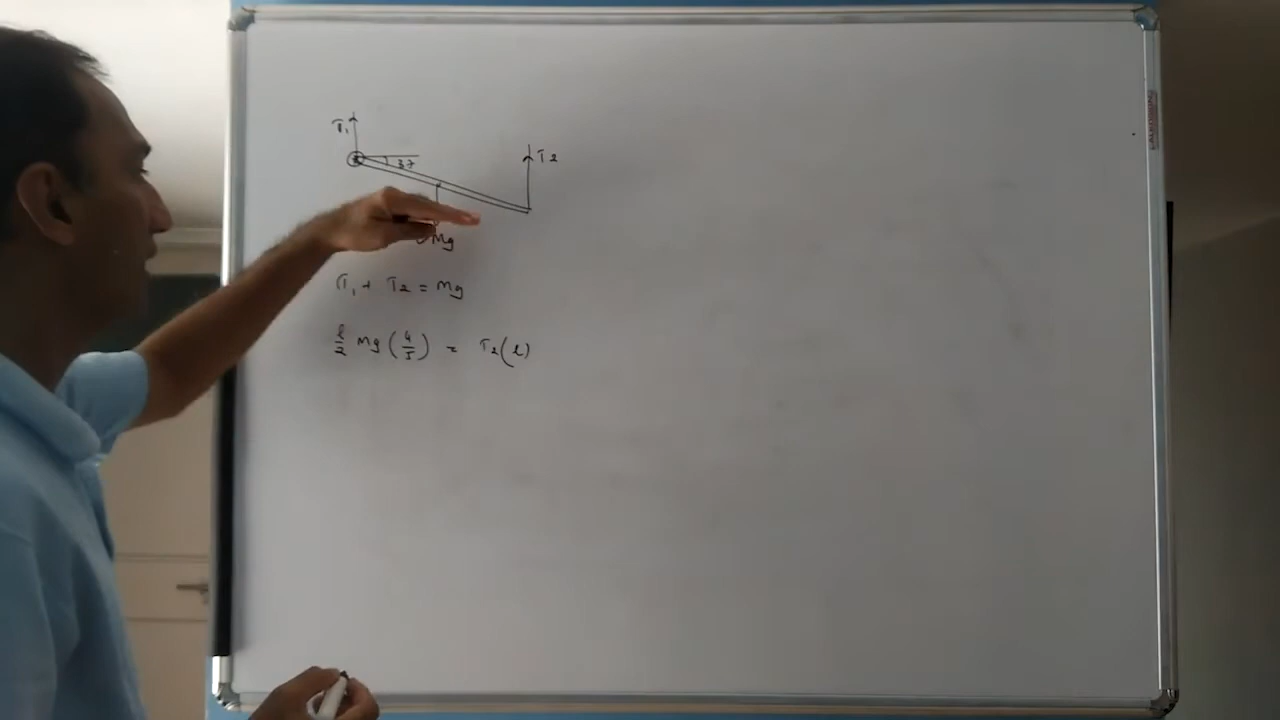 T₁
37
T₂
Mg
T₁ + T₂ = Mg
l/2 Mg (4/5) = T₂(l)